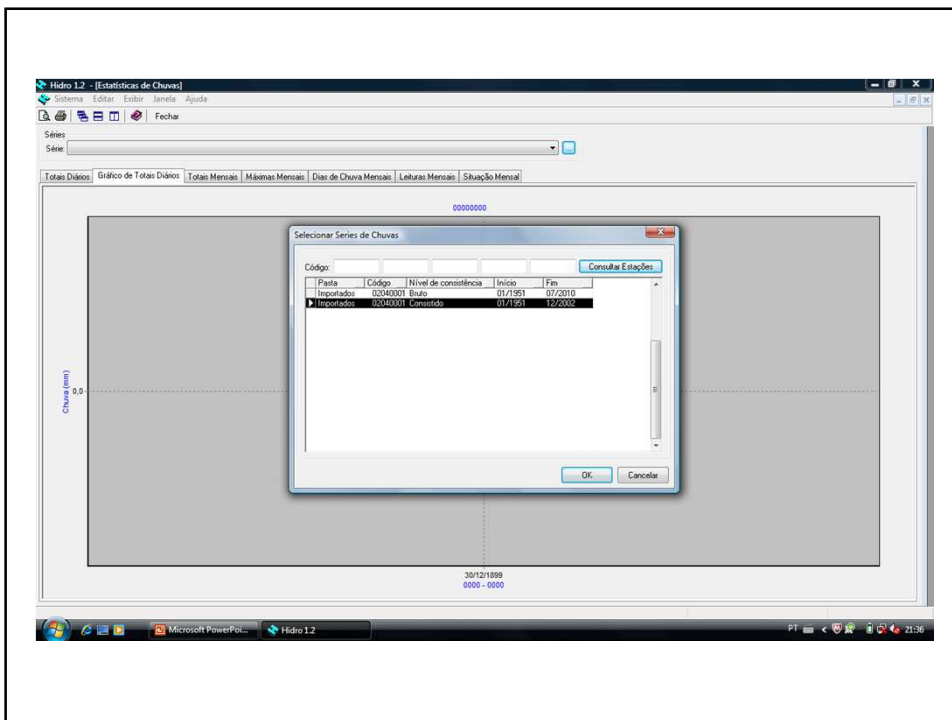 Hidro 1.2 - [Estatísticas de Chuvas]
Sistema Editar Exibir Janela Ajuda
Fechar
Séries
Série:
Totais Diários Gráfico de Totais Diários Totais Mensais Máximas Mensais Dias de Chuva Mensais Leituras Mensais Situação Mensal
00000000
Selecionar Series de Chuvas
Código: Consultar Estações
Pasta Código Nível de consistência Início Fim
Importados 02040001 Bruto 01/1951 07/2010
Importados 02040001 Consistido 01/1951 12/2002
Chuva (mm)
0,0
OK Cancelar
30/12/1899
0000 - 0000
Microsoft PowerPoi... Hidro 1.2 PT 21:36